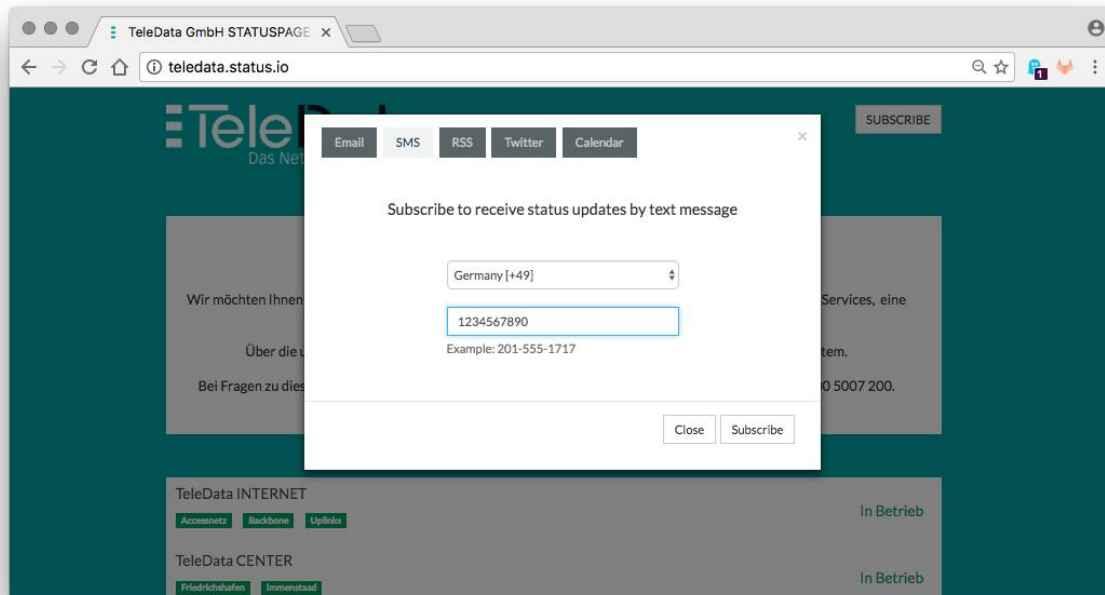 TeleData GmbH STATUSPAGE
teledata.status.io
1
Tele
Das Net
SUBSCRIBE
Email SMS RSS Twitter Calendar ×
Subscribe to receive status updates by text message
Germany [+49]
1234567890
Example: 201-555-1717
Close Subscribe
Wir möchten Ihnen Services, eine
Über die
Bei Fragen zu 0 5007 200.
TeleData INTERNET
In Betrieb
Accessnetz Backbone Uplinks
TeleData CENTER
In Betrieb
Friedrichshafen Immenstaad